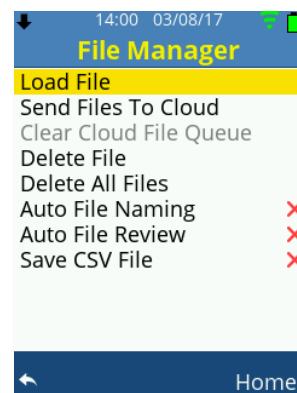 14:00 03/08/17
File Manager
Load File
Send Files To Cloud
Clear Cloud File Queue
Delete File
Delete All Files
Auto File Naming
Auto File Review
Save CSV File
Home